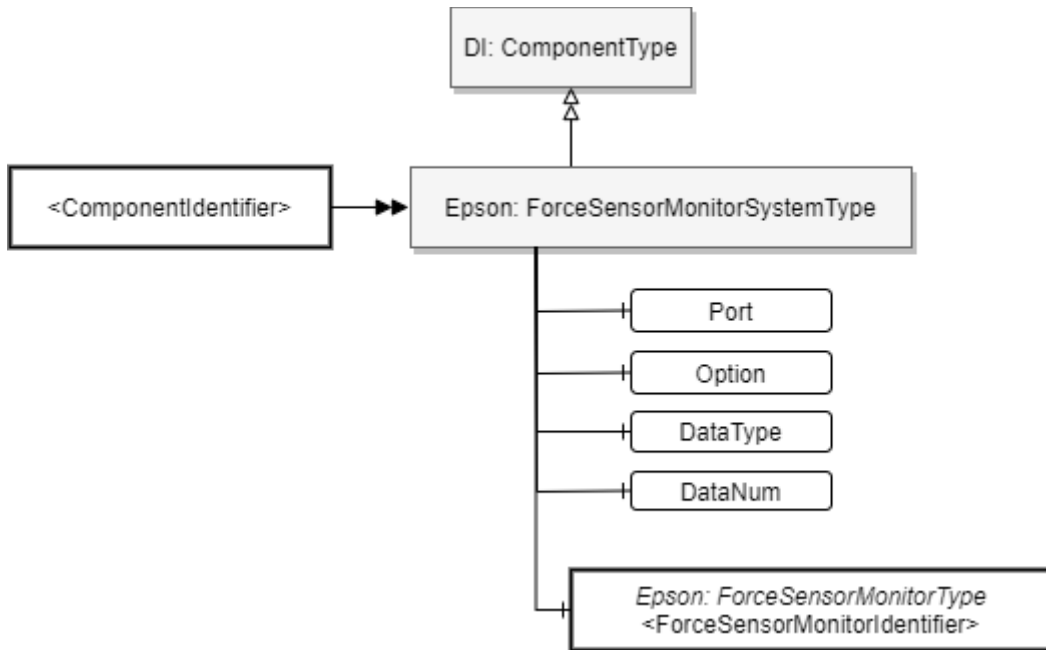 DI: ComponentType
<ComponentIdentifier>
Epson: ForceSensorMonitorSystemType
Port
Option
DataType
DataNum
Epson: ForceSensorMonitorType
<ForceSensorMonitorIdentifier>